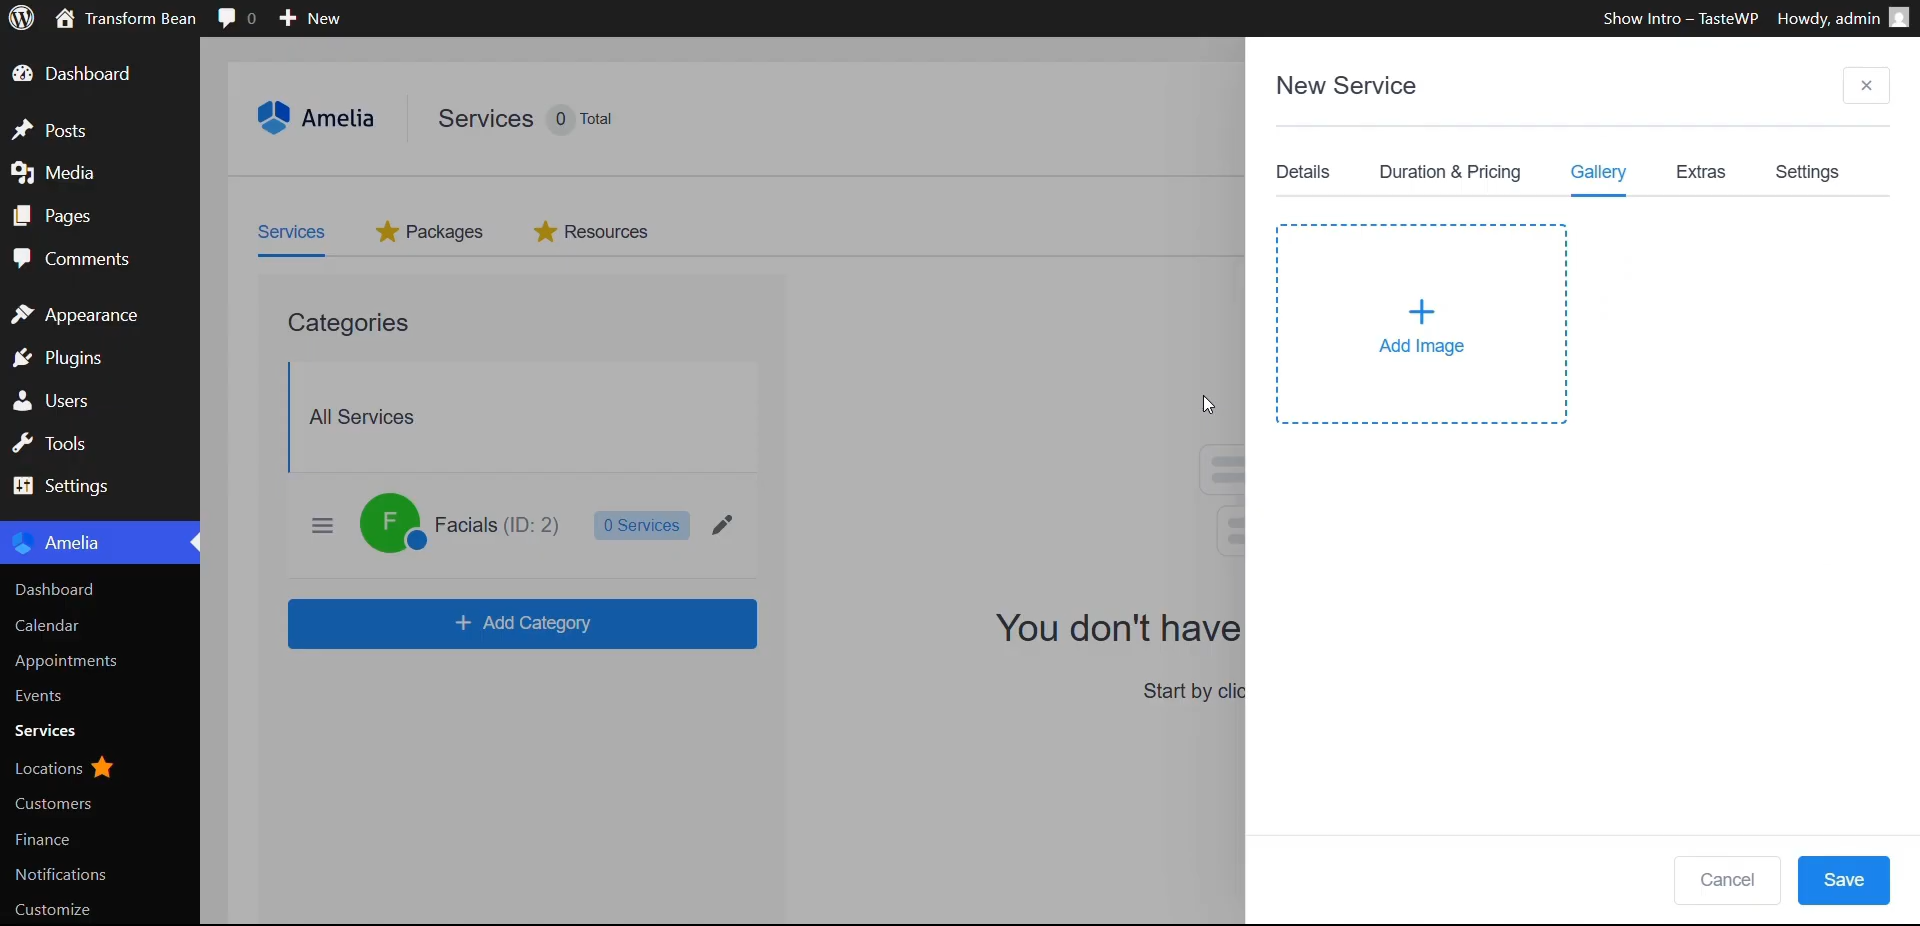 Transform Bean 0 New Show Intro – TasteWP Howdy, admin
Dashboard
Posts
Media
Pages
Comments
Appearance
Plugins
Users
Tools
Settings
Amelia
Dashboard
Calendar
Appointments
Events
Services
Locations
Customers
Finance
Notifications
Customize
Amelia Services 0 Total
Services Packages Resources
Categories
All Services
F Facials (ID: 2) 0 Services
+ Add Category
You don't have
Start by clic
New Service ×
Details Duration & Pricing Gallery Extras Settings
+
Add Image
Cancel Save